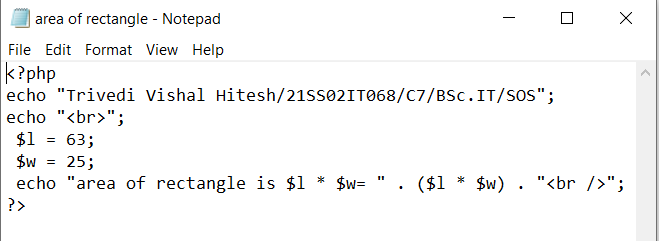 area of rectangle - Notepad
File Edit Format View Help
<?php
echo "Trivedi Vishal Hitesh/21SS02IT068/C7/BSc.IT/SOS";
echo "<br>";
$l = 63;
$w = 25;
echo "area of rectangle is $l * $w= " . ($l * $w) . "<br />";
?>